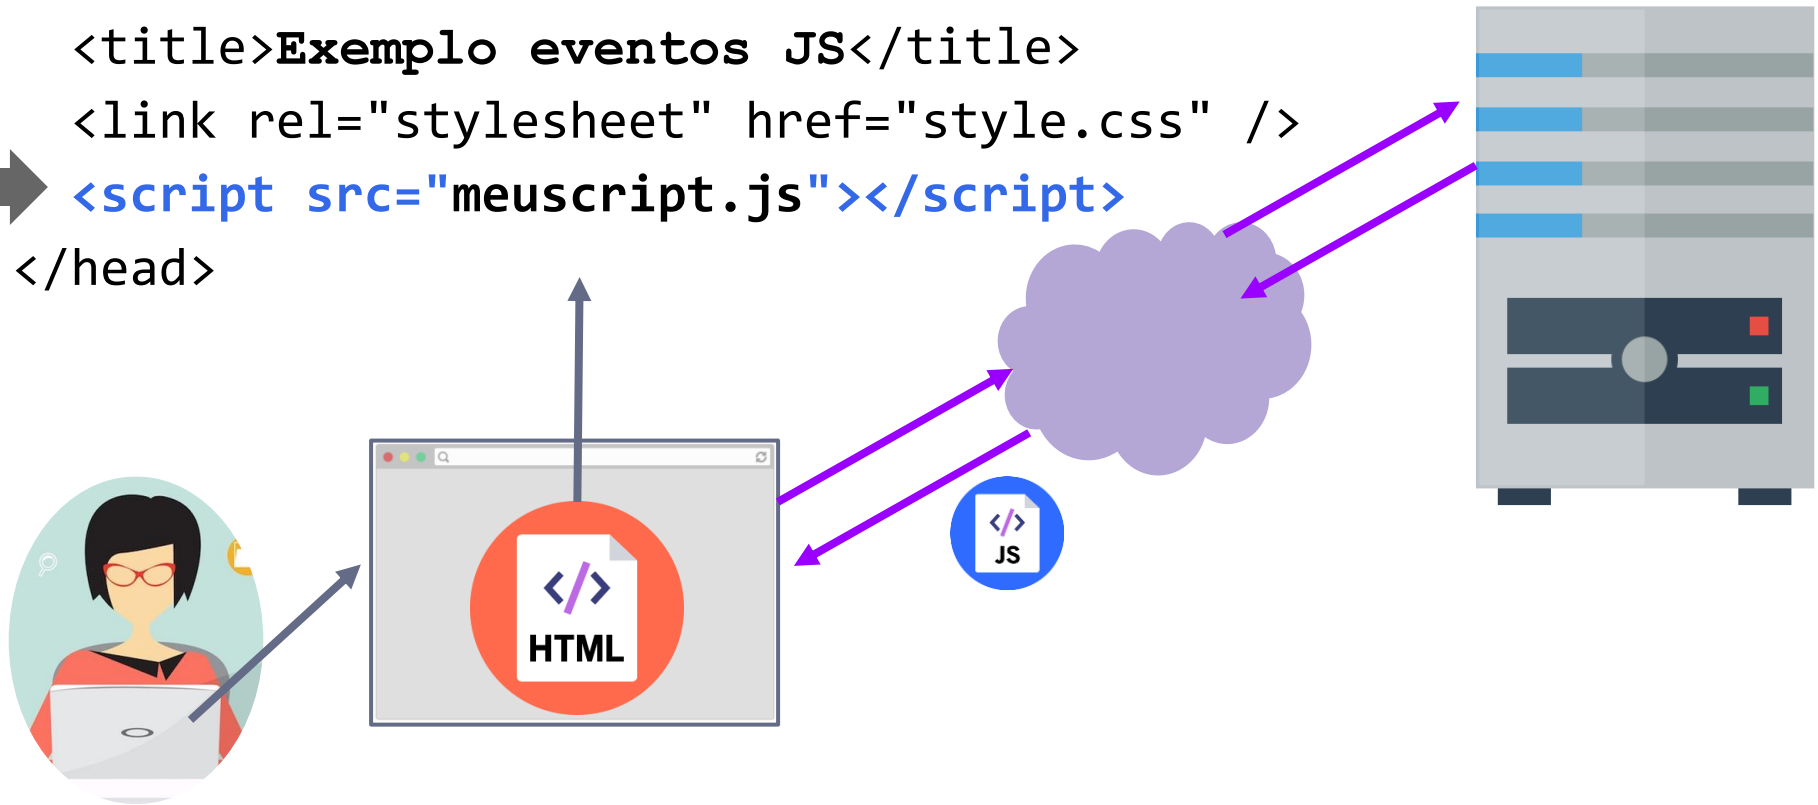 <title>Exemplo eventos JS</title>
<link rel="stylesheet" href="style.css" />
<script src="meuscript.js"></script>
</head>
</>
HTML
</>
JS